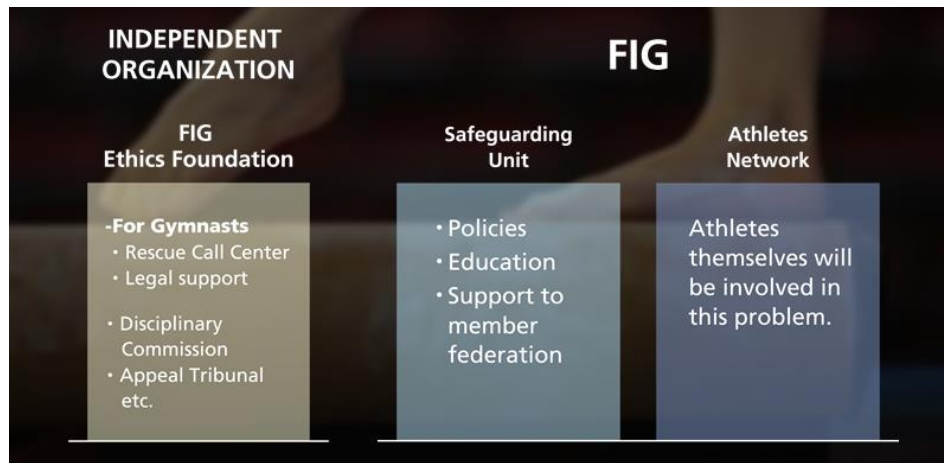 INDEPENDENT
ORGANIZATION
FIG
Ethics Foundation
-For Gymnasts
・Rescue Call Center
・Legal support
・Disciplinary
Commission
・Appeal Tribunal
etc.
FIG
Safeguarding
Unit
・Policies
・Education
・Support to
member
federation
Athletes
Network
Athletes
themselves will
be involved in
this problem.